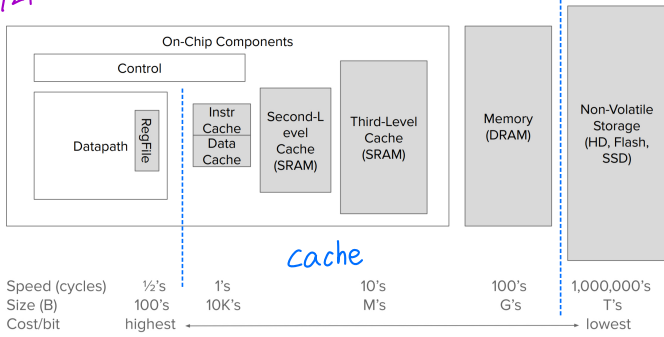 On-Chip Components
Control
Datapath
RegFile
Instr
Cache
Data
Cache
Second-L
evel
Cache
(SRAM)
Third-Level
Cache
(SRAM)
Memory
(DRAM)
Non-Volatile
Storage
(HD, Flash,
SSD)
cache
Speed (cycles) ½'s 1's 10's 100's 1,000,000's
Size (B) 100's 10K's M's G's T's
Cost/bit highest lowest